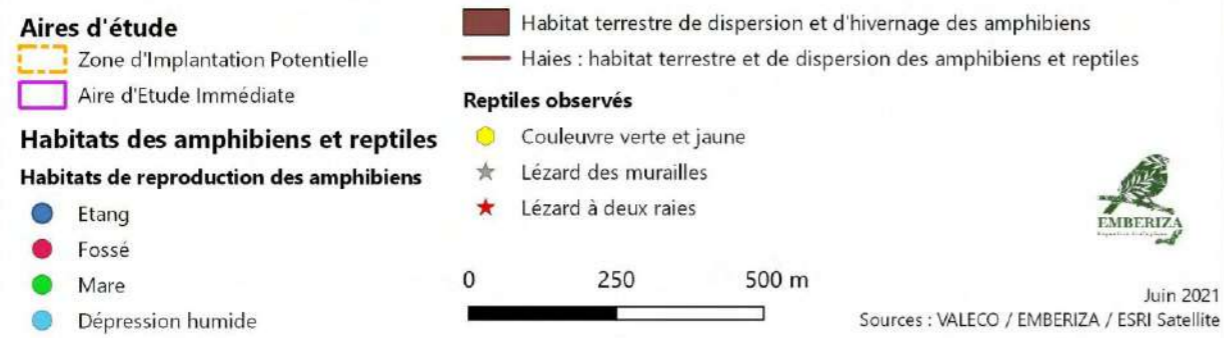 Aires d'étude
Zone d'Implantation Potentielle
Aire d'Etude Immédiate
Habitats des amphibiens et reptiles
Habitats de reproduction des amphibiens
Etang
Fossé
Mare
Dépression humide
Habitat terrestre de dispersion et d'hivernage des amphibiens
Haies : habitat terrestre et de dispersion des amphibiens et reptiles
Reptiles observés
Couleuvre verte et jaune
Lézard des murailles
Lézard à deux raies
0 250 500 m
EMBERIZA
Juin 2021
Sources : VALECO / EMBERIZA / ESRI Satellite